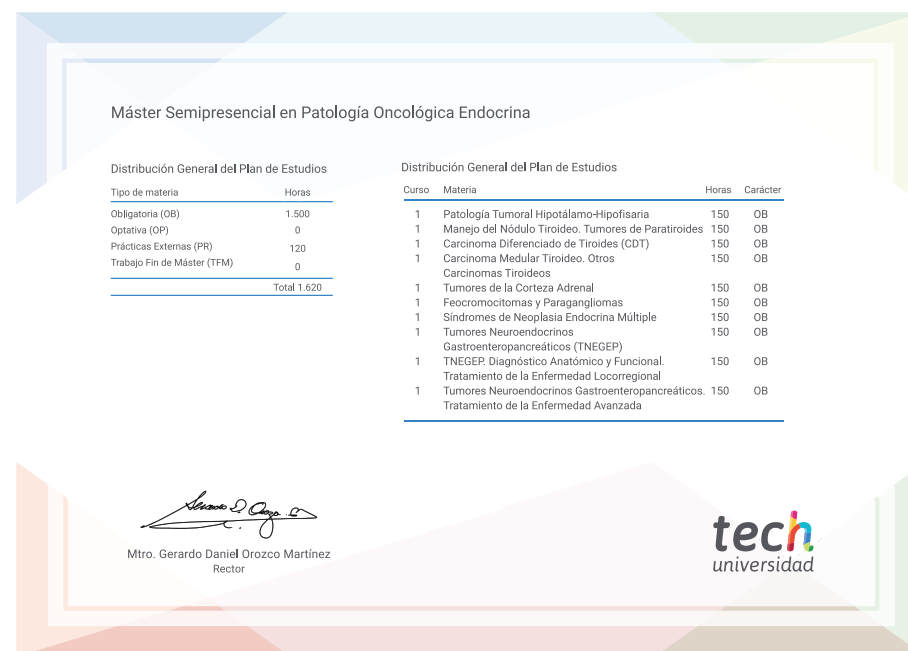 Máster Semipresencial en Patología Oncológica Endocrina
Distribución General del Plan de Estudios
Tipo de materia Horas
Obligatoria (OB) 1.500
Optativa (OP) 0
Prácticas Externas (PR) 120
Trabajo Fin de Máster (TFM) 0
Total 1.620
Distribución General del Plan de Estudios
Curso Materia Horas Carácter
1 Patología Tumoral Hipotálamo-Hipofisaria 150 OB
1 Manejo del Nódulo Tiroideo. Tumores de Paratiroides 150 OB
1 Carcinoma Diferenciado de Tiroides (CDT) 150 OB
1 Carcinoma Medular Tiroideo. Otros 150 OB
Carcinomas Tiroideos
1 Tumores de la Corteza Adrenal 150 OB
1 Feocromocitomas y Paragangliomas 150 OB
1 Síndromes de Neoplasia Endocrina Múltiple 150 OB
1 Tumores Neuroendocrinos 150 OB
Gastroenteropancreáticos (TNEGEP)
1 TNEGEP. Diagnóstico Anatómico y Funcional. 150 OB
Tratamiento de la Enfermedad Locorregional
1 Tumores Neuroendocrinos Gastroenteropancreáticos. 150 OB
Tratamiento de la Enfermedad Avanzada
Mtro. Gerardo Daniel Orozco Martínez
Rector
tech
universidad